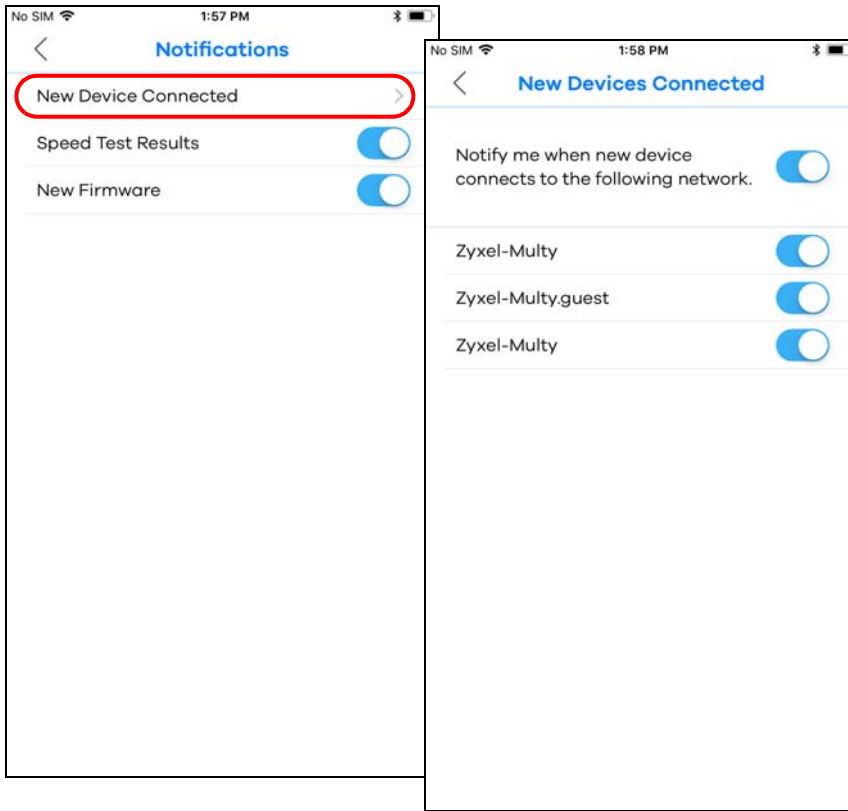 No SIM 1:57 PM
Notifications
New Device Connected
Speed Test Results
New Firmware
No SIM 1:58 PM
New Devices Connected
Notify me when new device
connects to the following network.
Zyxel-Multy
Zyxel-Multy.guest
Zyxel-Multy